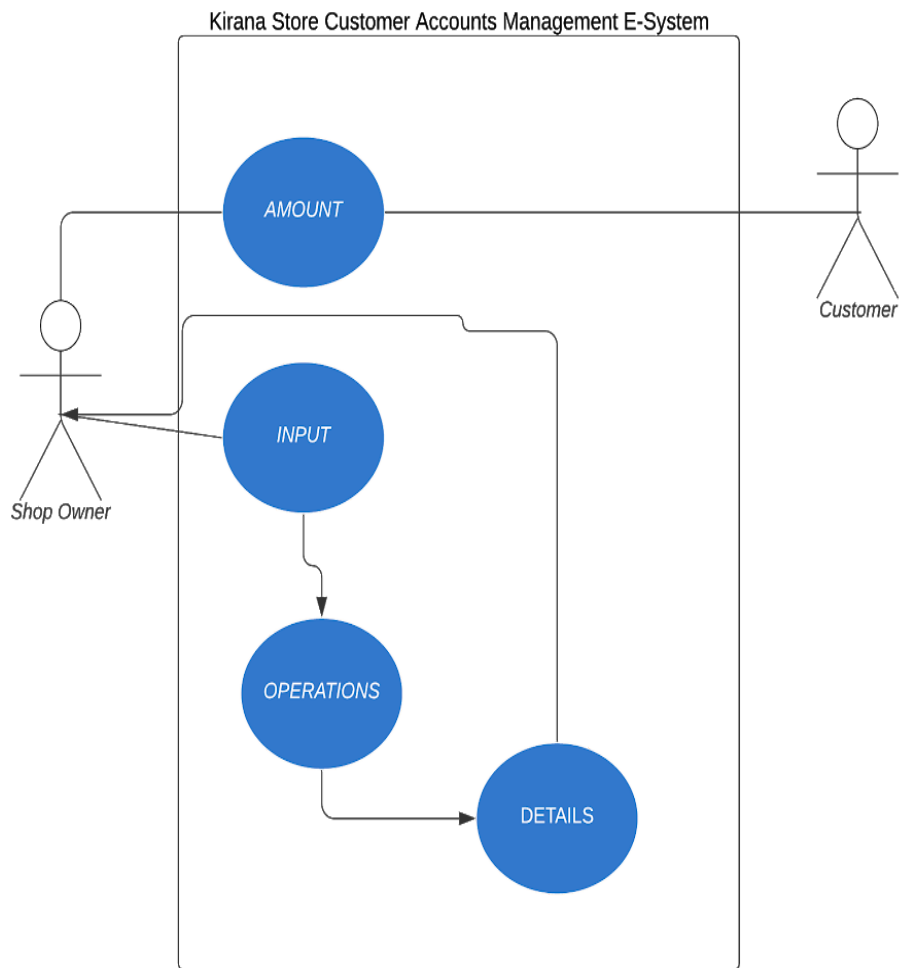 Kirana Store Customer Accounts Management E-System
AMOUNT
Customer
INPUT
Shop Owner
OPERATIONS
DETAILS